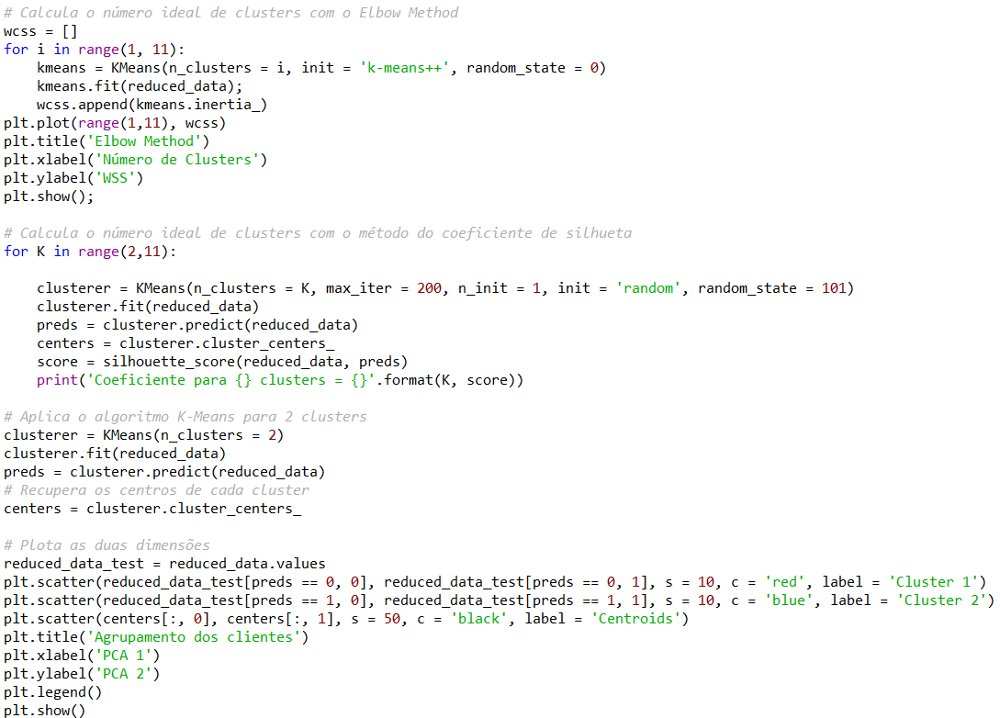 # Calcula o número ideal de clusters com o Elbow Method
wcss = []
for i in range(1, 11):
    kmeans = KMeans(n_clusters = i, init = 'k-means++', random_state = 0)
    kmeans.fit(reduced_data);
    wcss.append(kmeans.inertia_)
plt.plot(range(1,11), wcss)
plt.title('Elbow Method')
plt.xlabel('Número de Clusters')
plt.ylabel('WSS')
plt.show();

# Calcula o número ideal de clusters com o método do coeficiente de silhueta
for K in range(2,11):

    clusterer = KMeans(n_clusters = K, max_iter = 200, n_init = 1, init = 'random', random_state = 101)
    clusterer.fit(reduced_data)
    preds = clusterer.predict(reduced_data)
    centers = clusterer.cluster_centers_
    score = silhouette_score(reduced_data, preds)
    print('Coeficiente para {} clusters = {}'.format(K, score))

# Aplica o algoritmo K-Means para 2 clusters
clusterer = KMeans(n_clusters = 2)
clusterer.fit(reduced_data)
preds = clusterer.predict(reduced_data)
# Recupera os centros de cada cluster
centers = clusterer.cluster_centers_

# Plota as duas dimensões
reduced_data_test = reduced_data.values
plt.scatter(reduced_data_test[preds == 0, 0], reduced_data_test[preds == 0, 1], s = 10, c = 'red', label = 'Cluster 1')
plt.scatter(reduced_data_test[preds == 1, 0], reduced_data_test[preds == 1, 1], s = 10, c = 'blue', label = 'Cluster 2')
plt.scatter(centers[:, 0], centers[:, 1], s = 50, c = 'black', label = 'Centroids')
plt.title('Agrupamento dos clientes')
plt.xlabel('PCA 1')
plt.ylabel('PCA 2')
plt.legend()
plt.show()